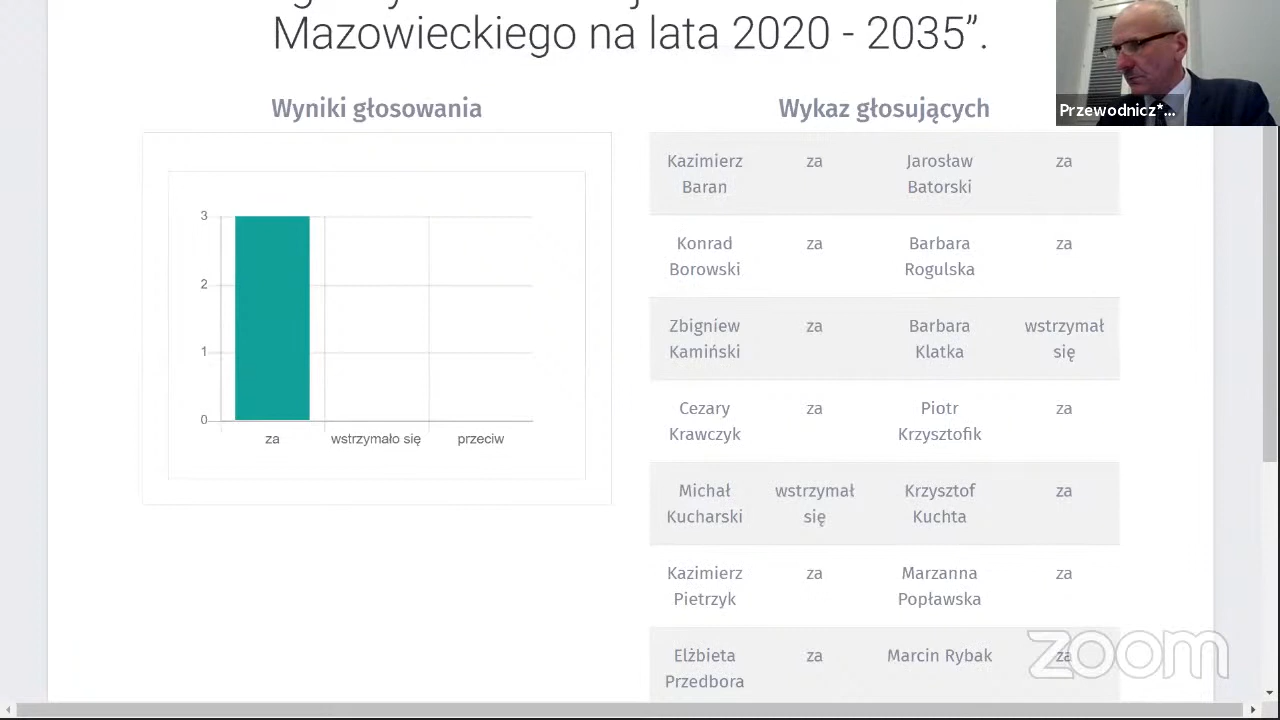 Mazowieckiego na lata 2020 - 2035”.
Wyniki głosowania
Wykaz głosujących
Przewodnicz*...
3
2
1
0
za
wstrzymało się
przeciw
Kazimierz
Baran
za
Jarosław
Batorski
za
Konrad
Borowski
za
Barbara
Rogulska
za
Zbigniew
Kamiński
za
Barbara
Klatka
wstrzymał
się
Cezary
Krawczyk
za
Piotr
Krzysztofik
za
Michał
Kucharski
wstrzymał
się
Krzysztof
Kuchta
za
Kazimierz
Pietrzyk
za
Marzanna
Popławska
za
Elżbieta
Przedbora
za
Marcin Rybak
za
zoom